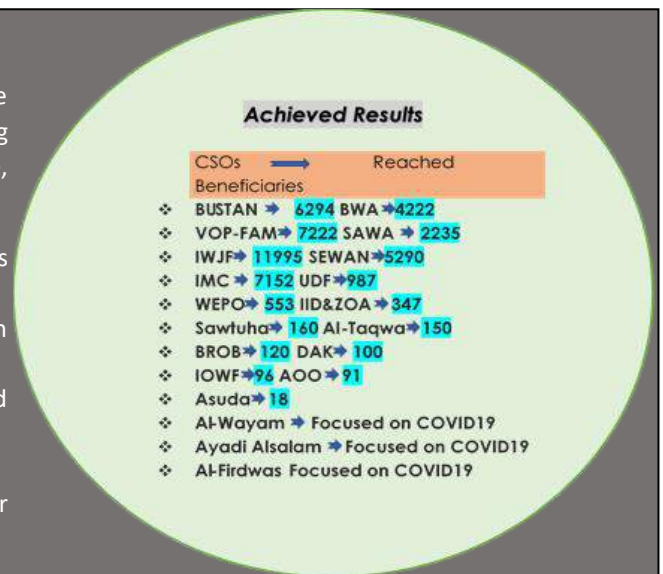 e
g
,
s
n
d
r
Achieved Results
CSOs ➡ Reached
Beneficiaries
❖ BUSTAN ➡ 6294 BWA➡4222
❖ VOP-FAM➡ 7222 SAWA ➡ 2235
❖ IWJF➡ 11995 SEWAN➡5290
❖ IMC ➡ 7152 UDF➡987
❖ WEPO➡ 553 IID&ZOA ➡ 347
❖ Sawtuha➡ 160 Al-Taqwa➡150
❖ BROB➡ 120 DAK➡ 100
❖ IOWF➡96 AOO ➡ 91
❖ Asuda➡ 18
❖ Al-Wayam ➡ Focused on COVID19
❖ Ayadi Alsalam ➡Focused on COVID19
❖ Al-Firdwas Focused on COVID19